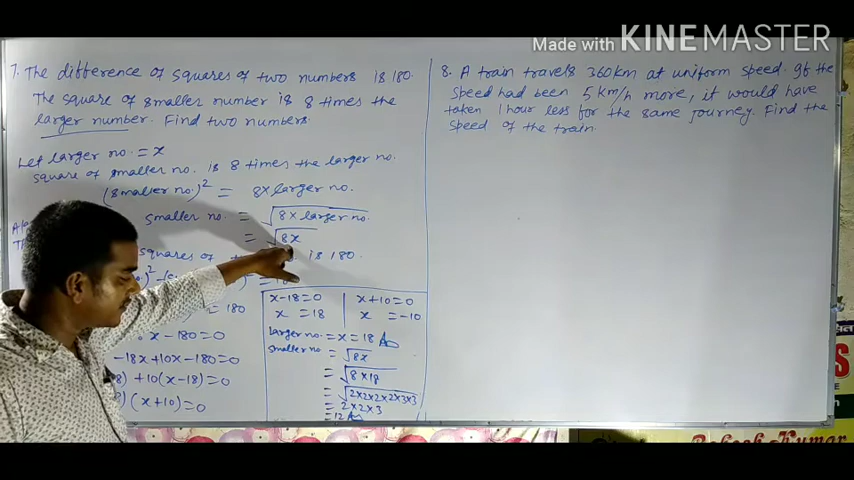 Made with KINEMASTER
7. The difference of squares of two numbers is 180.
The square of smaller number is 8 times the
larger number. Find two numbers.
Let larger no. = x
square of smaller no. is 8 times the larger no.
(smaller no.)² = 8x larger no.
smaller no. = √8x larger no.
= √8x
squares of is 180.
= 180
x - 180 = 0
-18x + 10x - 180 = 0
+ 10(x - 18) = 0
(x + 10) = 0
x - 18 = 0 | x + 10 = 0
x = 18 | x = -10
larger no. = x = 18 Ans
smaller no = √8x
= √8 x 18
= √2x2x2x2x3x3
= 2x2x3
= 12 Ans
8. A train travels 360 km at uniform speed. If the
speed had been 5 km/h more, it would have
taken 1 hour less for the same journey. Find the
speed of the train.
Rakesh Kumar